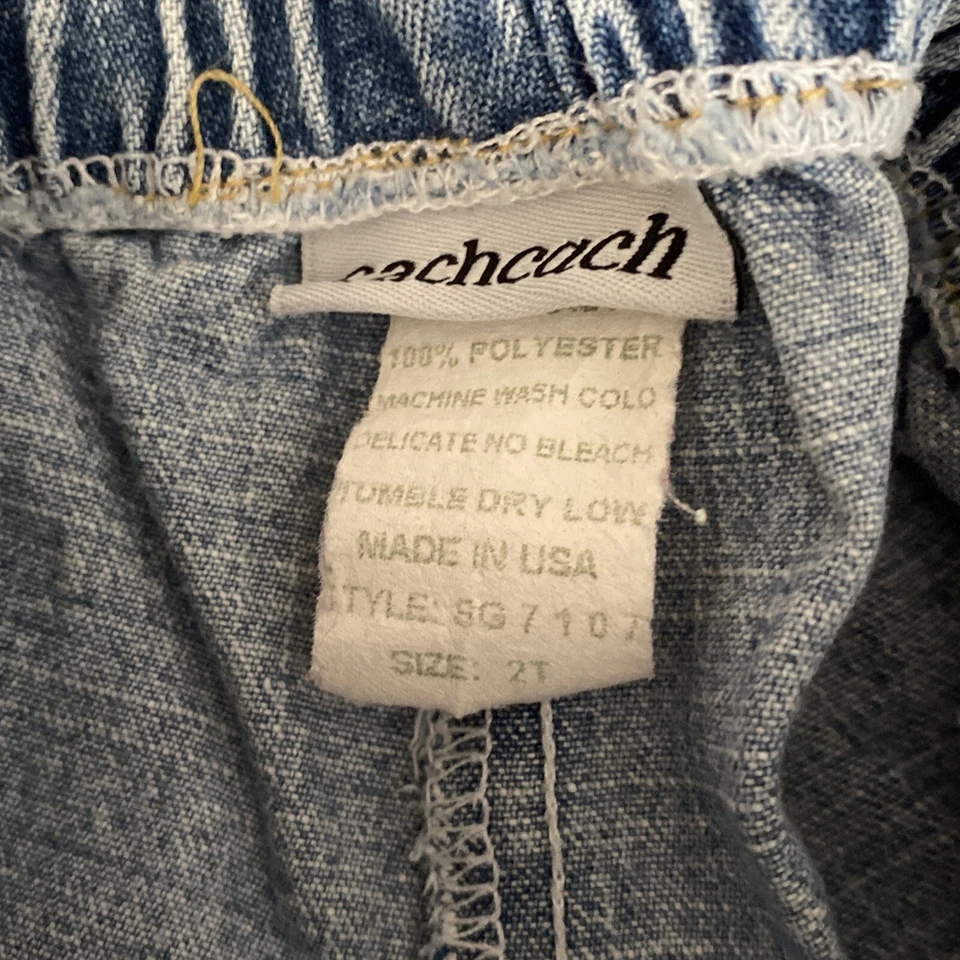 cachcach
100% POLYESTER
MACHINE WASH COLD
DELICATE NO BLEACH
TUMBLE DRY LOW
MADE IN USA
STYLE: SG 7 1 0 7
SIZE: 2T